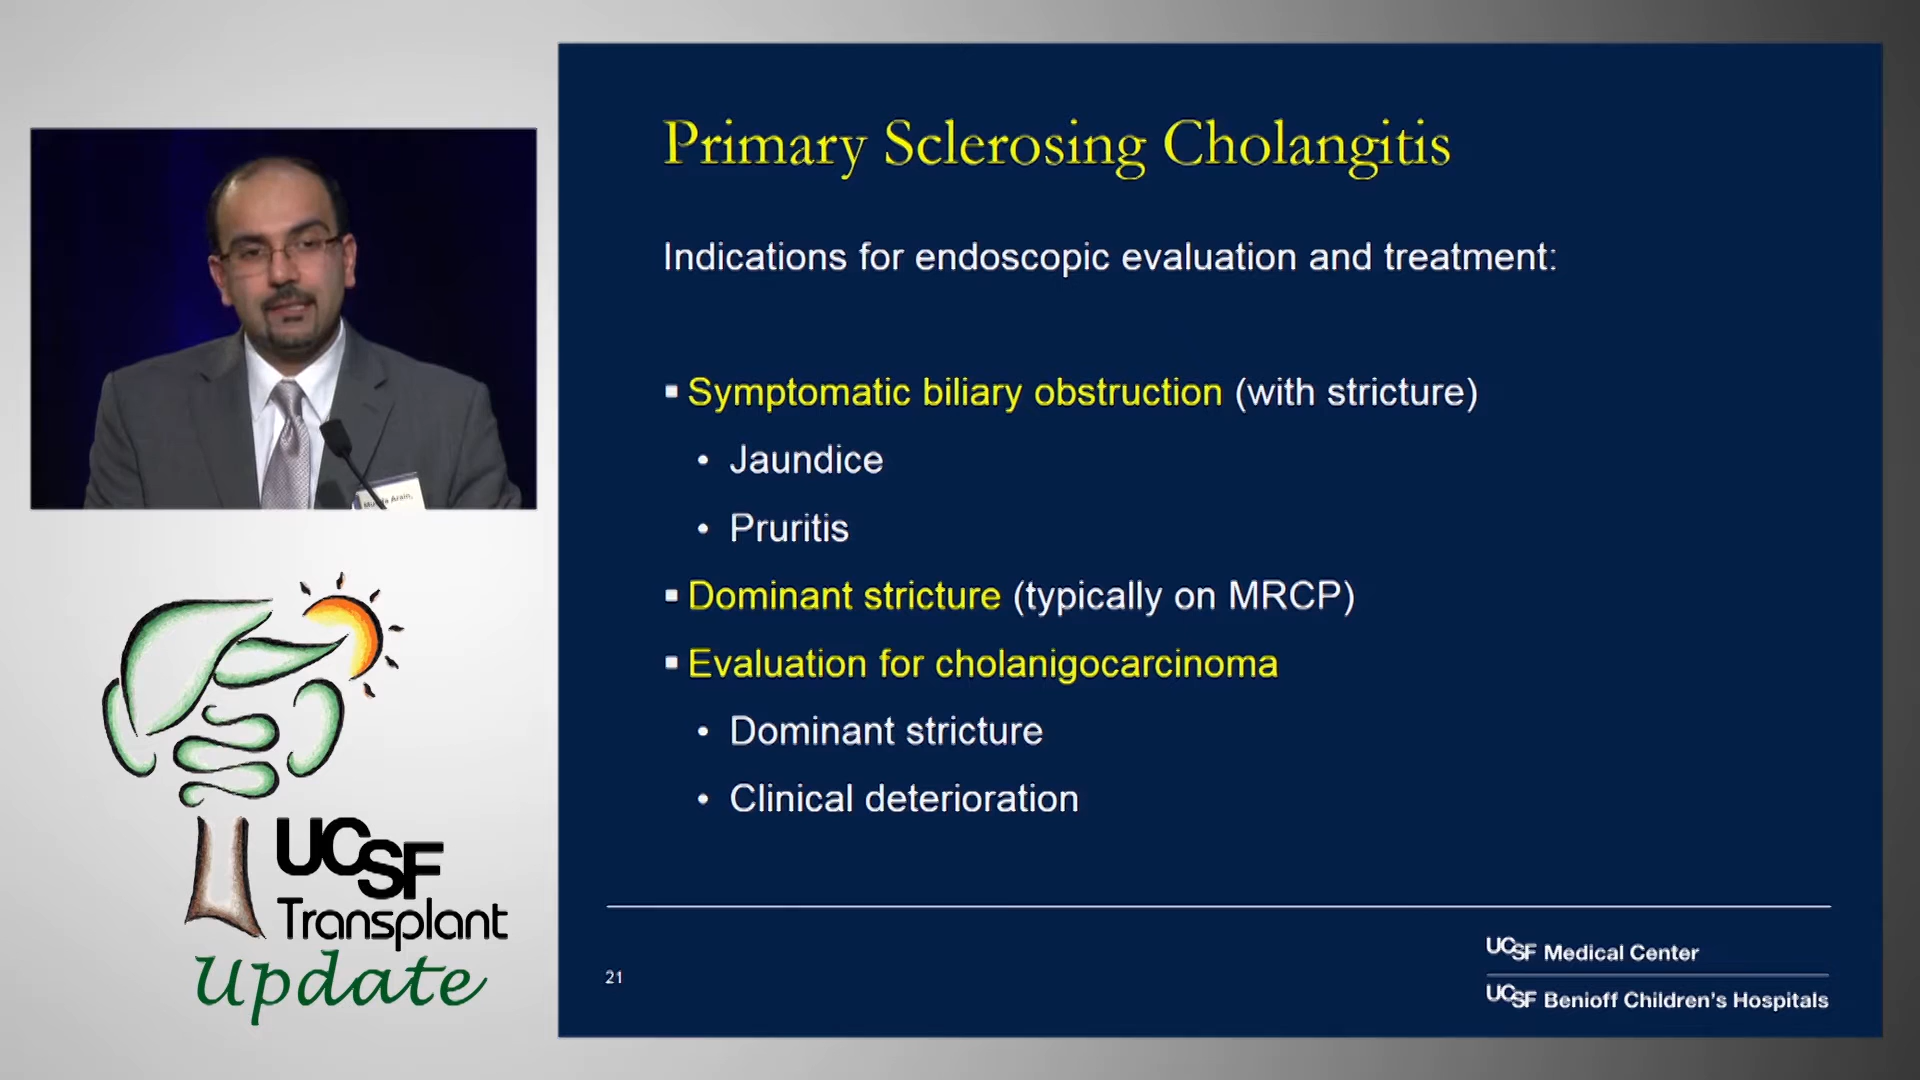 Primary Sclerosing Cholangitis
Indications for endoscopic evaluation and treatment:
▪ Symptomatic biliary obstruction (with stricture)
• Jaundice
• Pruritis
▪ Dominant stricture (typically on MRCP)
▪ Evaluation for cholanigocarcinoma
• Dominant stricture
• Clinical deterioration
21
UCSF Medical Center
UCSF Benioff Children's Hospitals
Arain,
UCSF
Transplant
Update